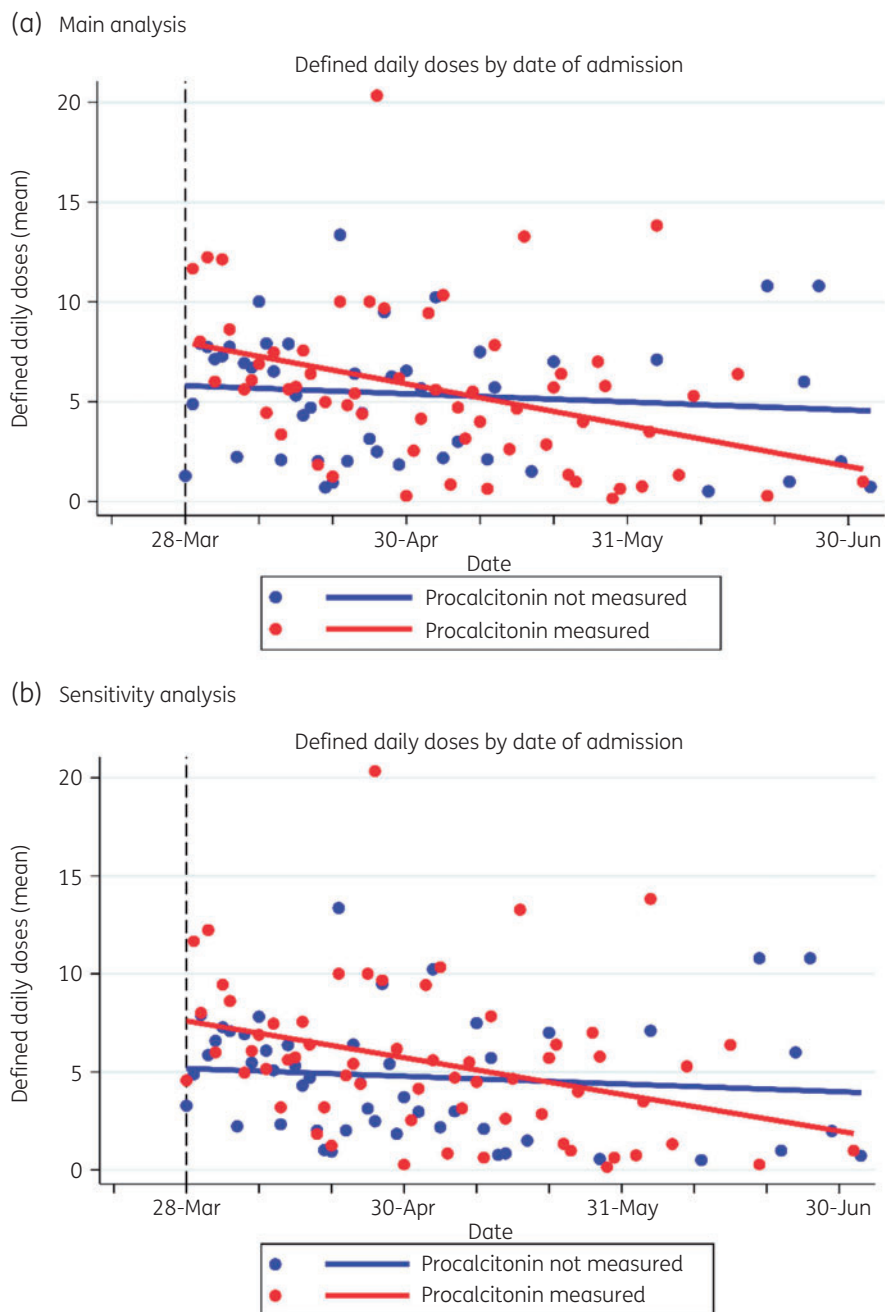 (a) Main analysis
Defined daily doses by date of admission
Defined daily doses (mean)
20
15
10
5
0
28-Mar 30-Apr 31-May 30-Jun
Date
Procalcitonin not measured
Procalcitonin measured
(b) Sensitivity analysis
Defined daily doses by date of admission
Defined daily doses (mean)
20
15
10
5
0
28-Mar 30-Apr 31-May 30-Jun
Date
Procalcitonin not measured
Procalcitonin measured